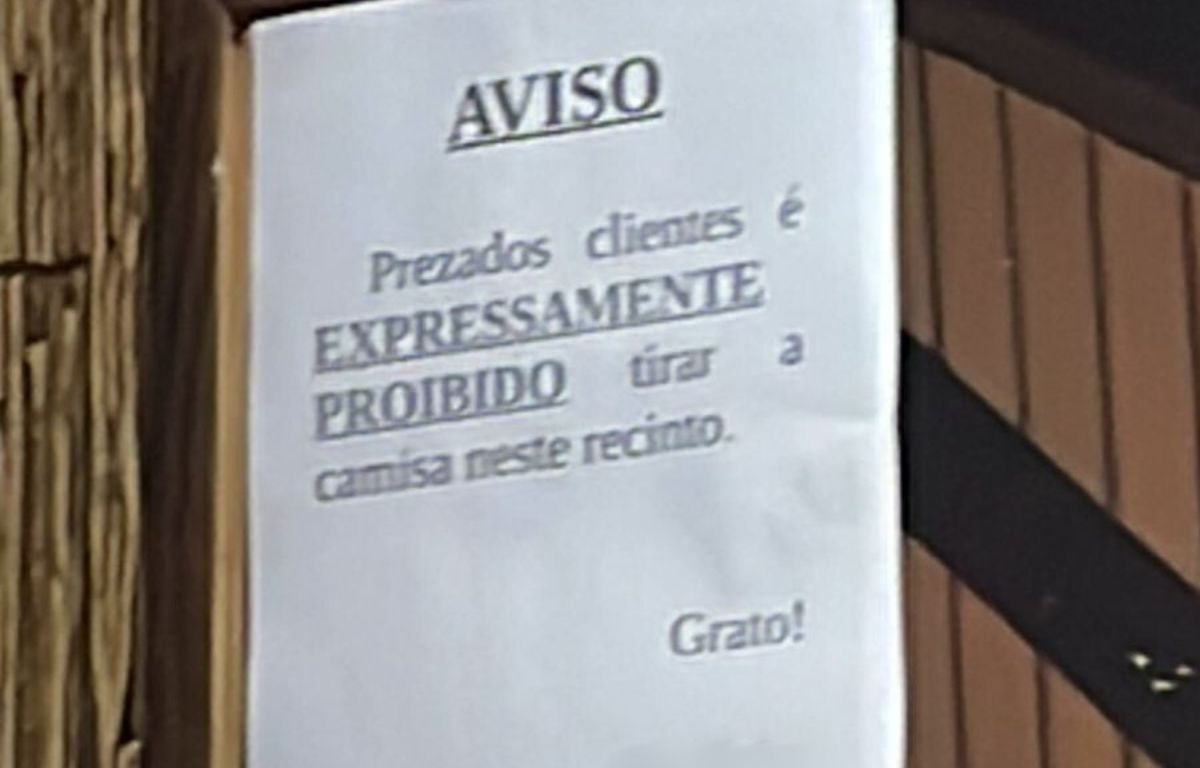 AVISO
Prezados clientes é
EXPRESSAMENTE
PROIBIDO tirar a
camisa neste recinto.
Grato!